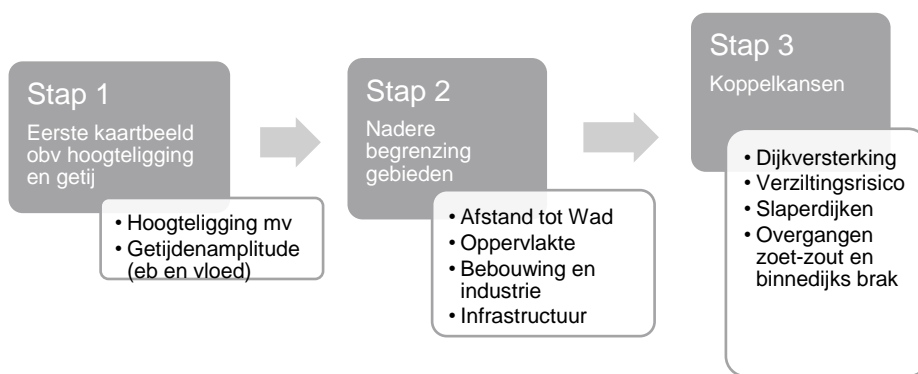 Stap 1
Eerste kaartbeeld
obv hoogteligging
en getij
• Hoogteligging mv
• Getijdenamplitude
(eb en vloed)
Stap 2
Nadere
begrenzing
gebieden
• Afstand tot Wad
• Oppervlakte
• Bebouwing en
industrie
• Infrastructuur
Stap 3
Koppelkansen
• Dijkversterking
• Verziltingsrisico
• Slaperdijken
• Overgangen
zoet-zout en
binnedijks brak